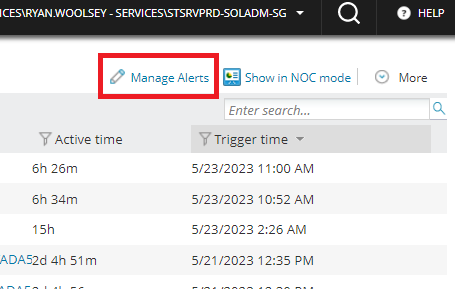 ICES\RYAN.WOOLSEY - SERVICES\STSRVPRD-SOLADM-SG
HELP
Manage Alerts Show in NOC mode More
Enter search...
Active time Trigger time
6h 26m 5/23/2023 11:00 AM
6h 34m 5/23/2023 10:52 AM
15h 5/23/2023 2:26 AM
ADA5 2d 4h 51m 5/21/2023 12:35 PM